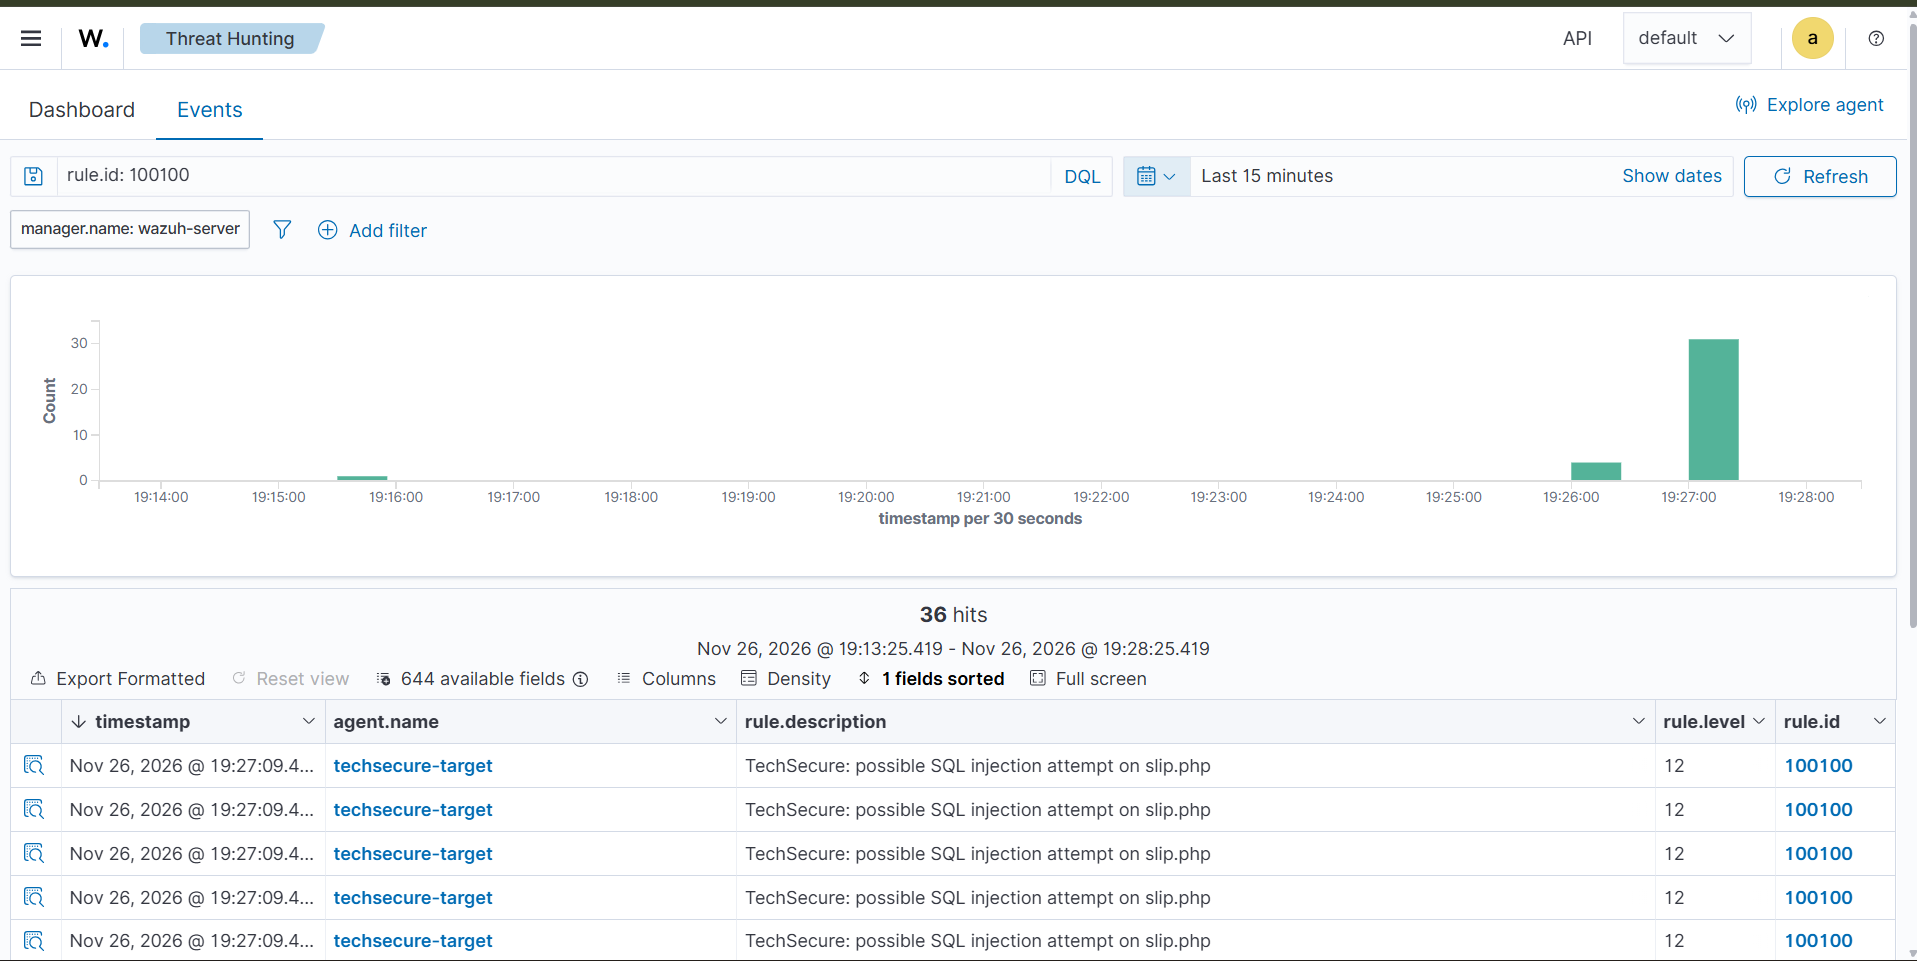 W. Threat Hunting API default a
Dashboard Events Explore agent
rule.id: 100100 DQL Last 15 minutes Show dates Refresh
manager.name: wazuh-server Add filter
30
20
10
0
Count
19:14:00 19:15:00 19:16:00 19:17:00 19:18:00 19:19:00 19:20:00 19:21:00 19:22:00 19:23:00 19:24:00 19:25:00 19:26:00 19:27:00 19:28:00
timestamp per 30 seconds
36 hits
Nov 26, 2026 @ 19:13:25.419 - Nov 26, 2026 @ 19:28:25.419
Export Formatted Reset view 644 available fields Columns Density 1 fields sorted Full screen
timestamp agent.name rule.description rule.level rule.id
Nov 26, 2026 @ 19:27:09.4... techsecure-target TechSecure: possible SQL injection attempt on slip.php 12 100100
Nov 26, 2026 @ 19:27:09.4... techsecure-target TechSecure: possible SQL injection attempt on slip.php 12 100100
Nov 26, 2026 @ 19:27:09.4... techsecure-target TechSecure: possible SQL injection attempt on slip.php 12 100100
Nov 26, 2026 @ 19:27:09.4... techsecure-target TechSecure: possible SQL injection attempt on slip.php 12 100100
Nov 26, 2026 @ 19:27:09.4... techsecure-target TechSecure: possible SQL injection attempt on slip.php 12 100100